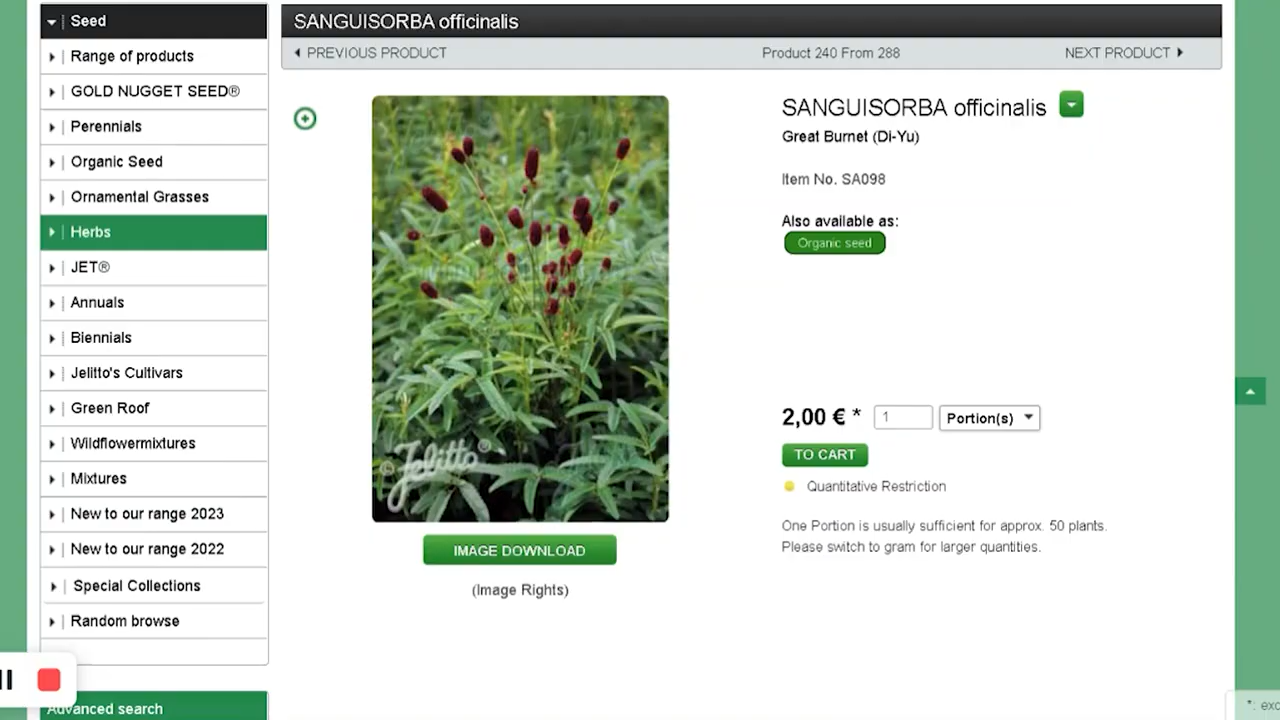 Seed
Range of products
GOLD NUGGET SEED®
Perennials
Organic Seed
Ornamental Grasses
Herbs
JET®
Annuals
Biennials
Jelitto's Cultivars
Green Roof
Wildflowermixtures
Mixtures
New to our range 2023
New to our range 2022
Special Collections
Random browse
Advanced search
SANGUISORBA officinalis
PREVIOUS PRODUCT
Product 240 From 288
NEXT PRODUCT
Jelitto®
IMAGE DOWNLOAD
(Image Rights)
SANGUISORBA officinalis
Great Burnet (Di-Yu)
Item No. SA098
Also available as:
Organic seed
2,00 € * 1 Portion(s)
TO CART
Quantitative Restriction
One Portion is usually sufficient for approx. 50 plants.
Please switch to gram for larger quantities.